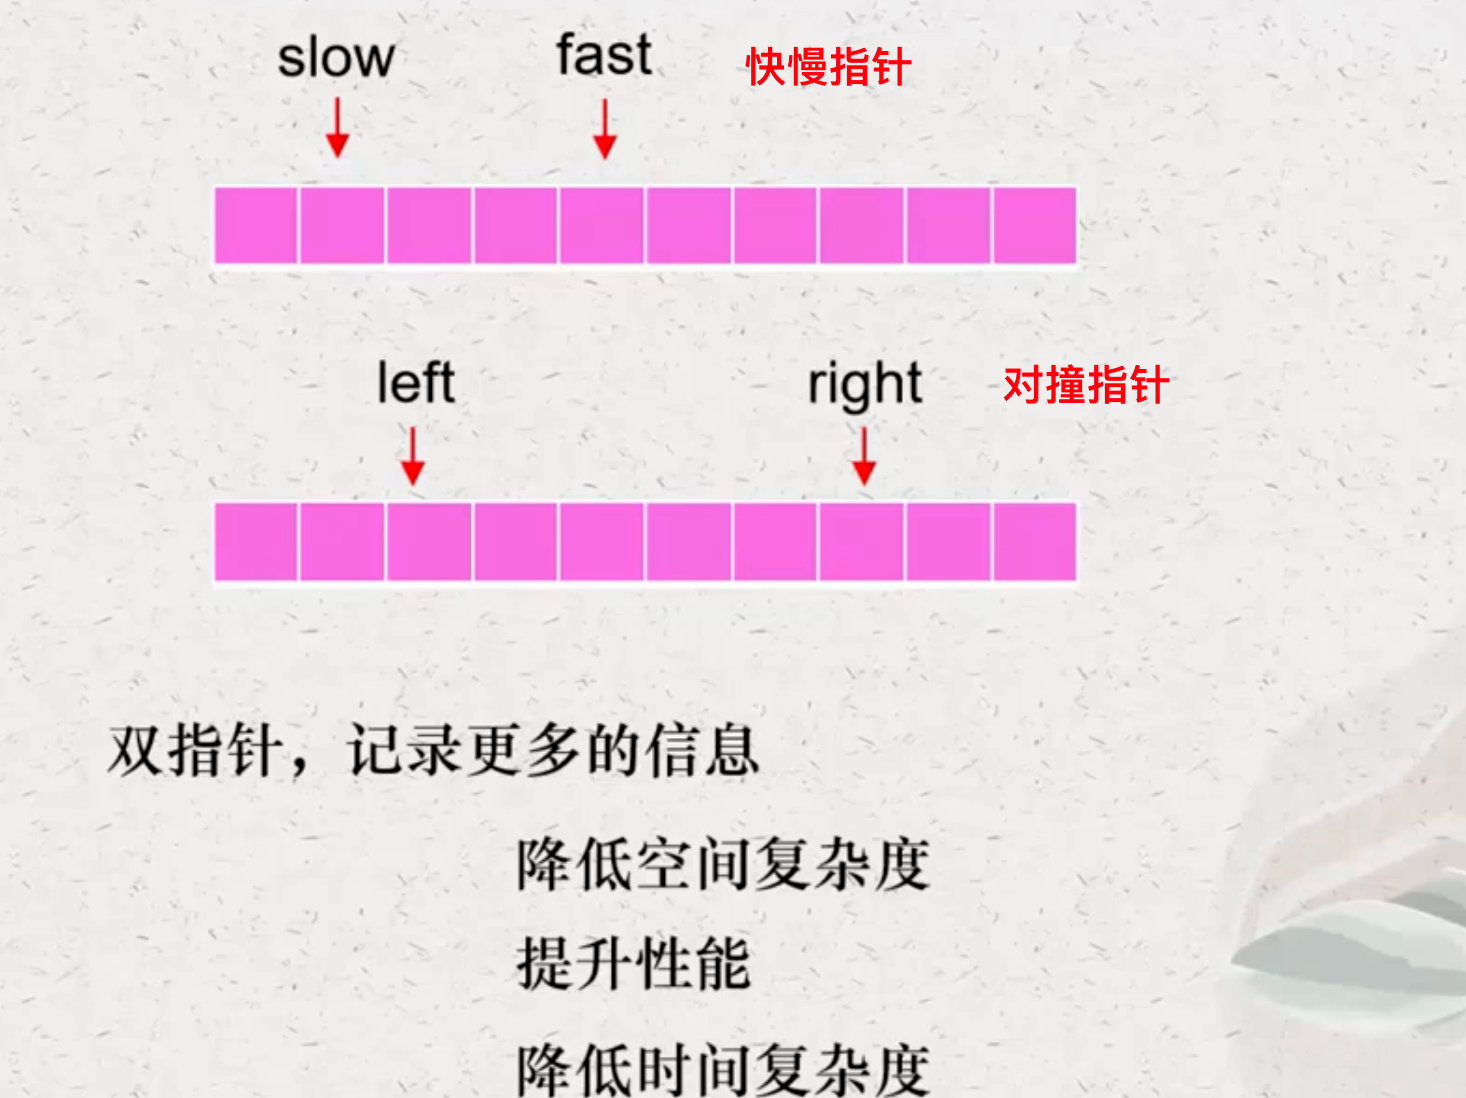 slow fast 快慢指针
left right 对撞指针
双指针，记录更多的信息
降低空间复杂度
提升性能
降低时间复杂度